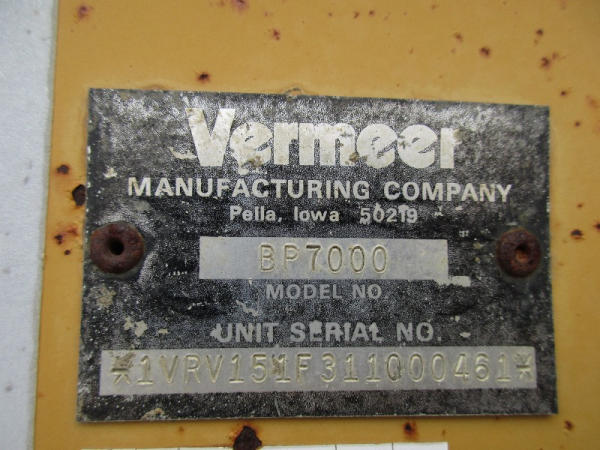 Vermeer
MANUFACTURING COMPANY
Pella, Iowa 50219
BP7000
MODEL NO.
UNIT SERIAL NO.
*1VRV151F311000461*